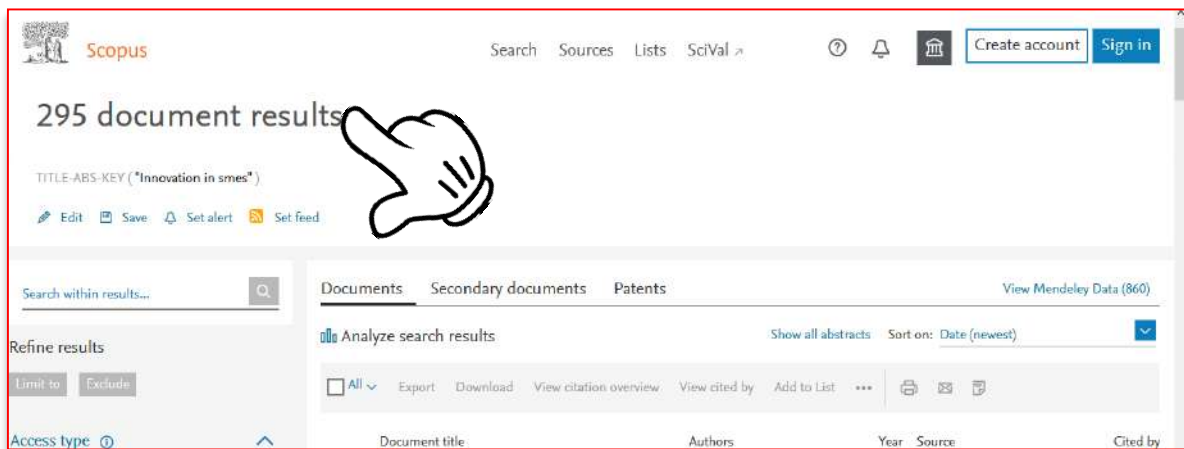 Scopus
Search Sources Lists SciVal
Create account Sign in
295 document results
TITLE-ABS-KEY ( "Innovation in smes" )
Edit Save Set alert Set feed
Search within results...
Documents Secondary documents Patents
View Mendeley Data (860)
Analyze search results
Show all abstracts Sort on: Date (newest)
Refine results
Limit to Exclude
All Export Download View citation overview View cited by Add to List •••
Access type
Document title Authors Year Source Cited by